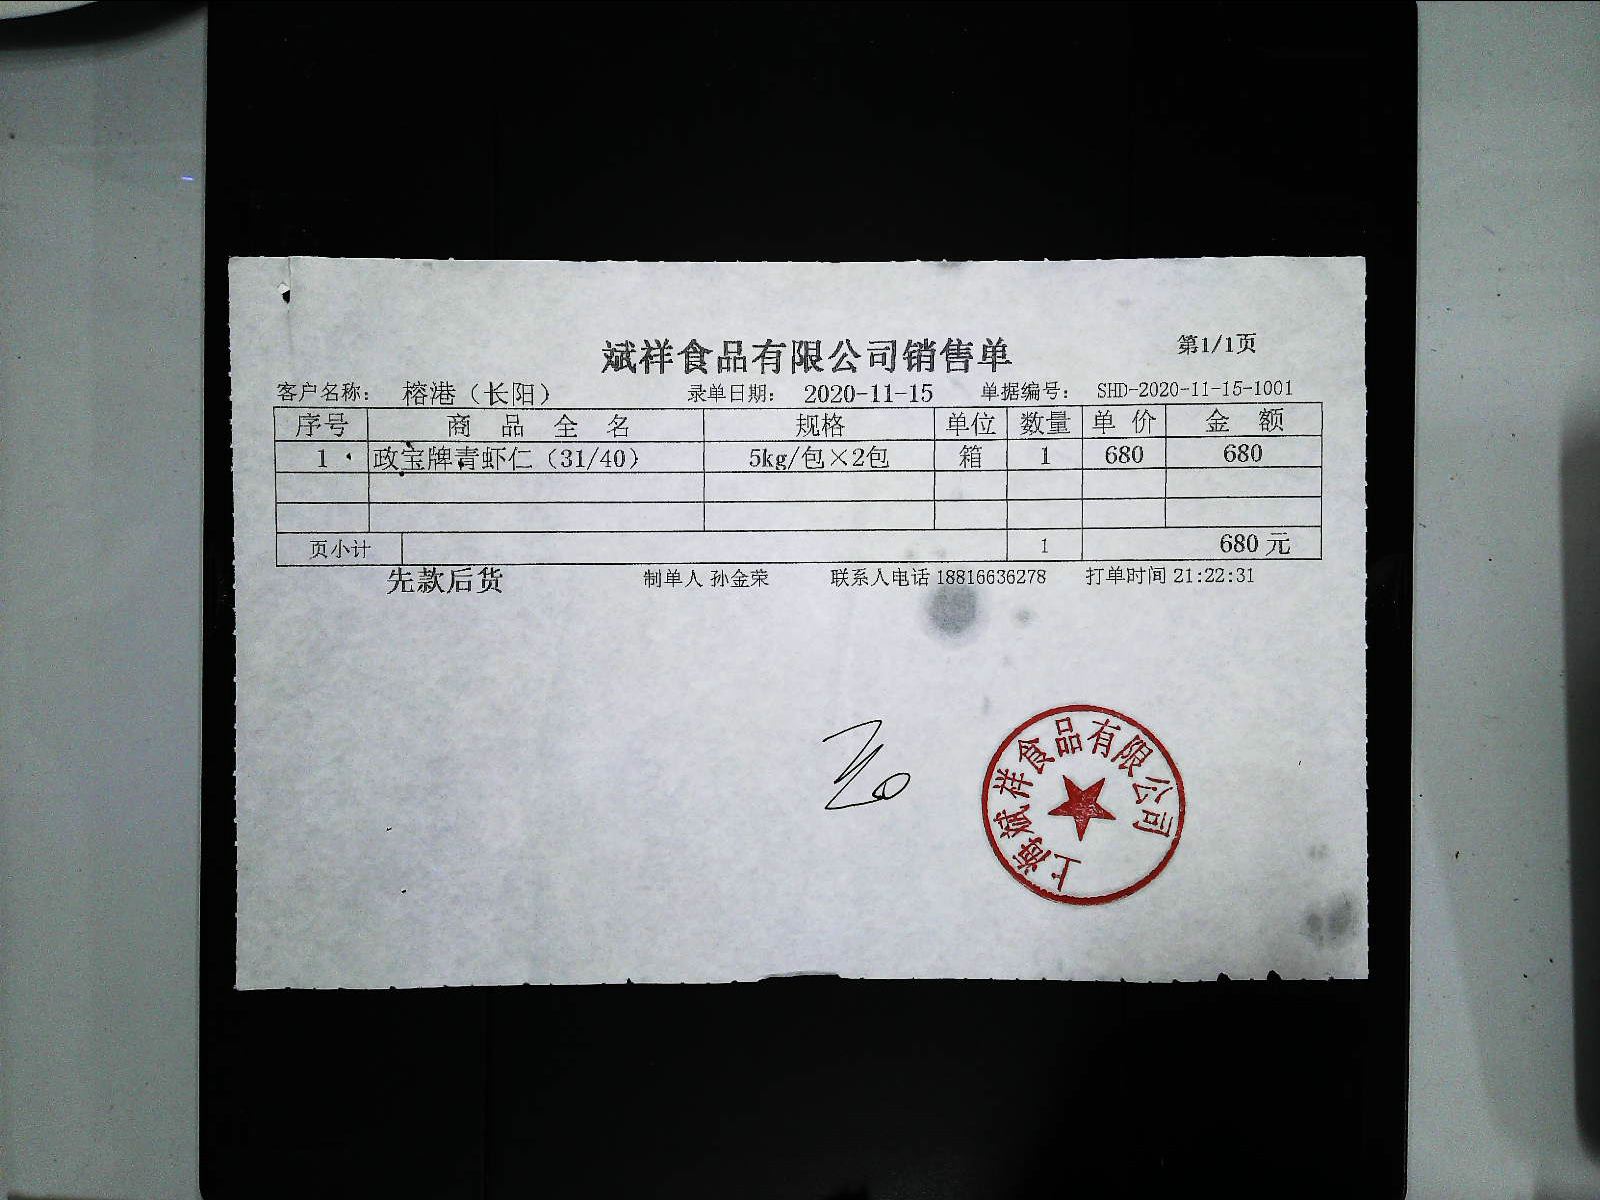 斌祥食品有限公司销售单
第1/1页
客户名称： 榕港（长阳） 录单日期： 2020-11-15 单据编号： SHD-2020-11-15-1001
序号 商品全名 规格 单位 数量 单价 金额
1 政宝牌青虾仁（31/40） 5kg/包×2包 箱 1 680 680
页小计 1 680元
先款后货 制单人 孙金荣 联系人电话 18816636278 打单时间 21:22:31
上海斌祥食品有限公司